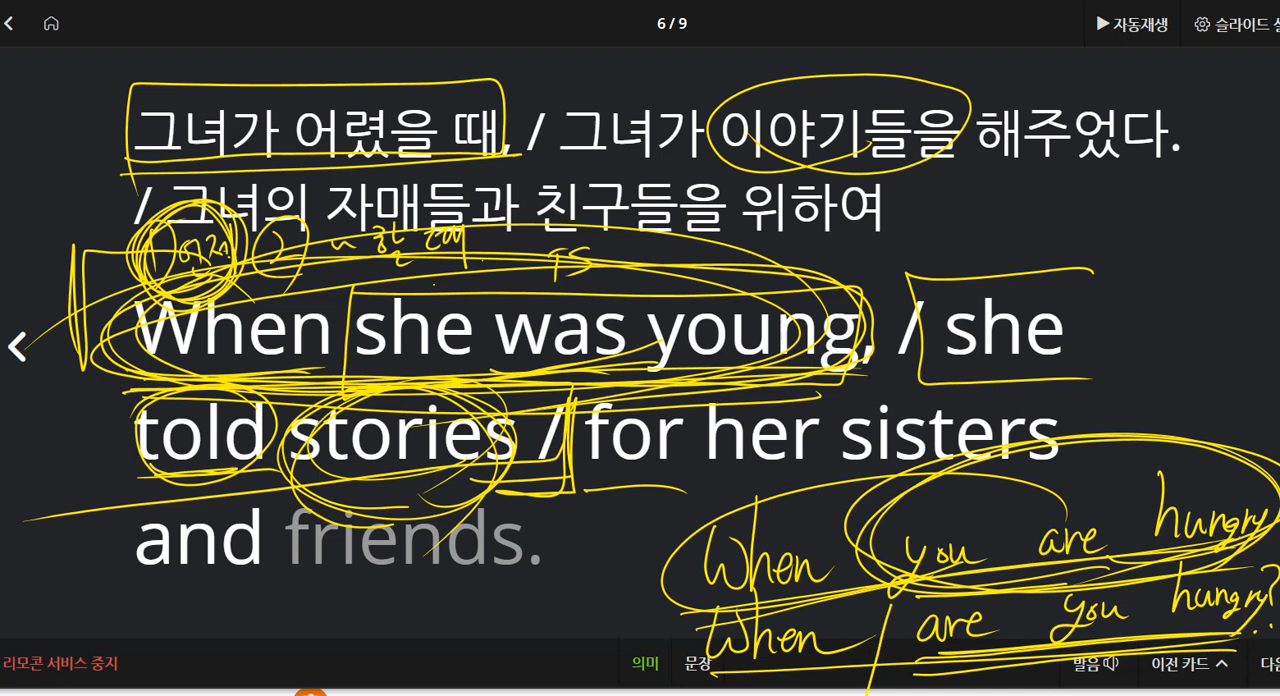 6 / 9
▶ 자동재생
슬라이드
그녀가 어렸을 때, / 그녀가 이야기들을 해주었다.
/ 그녀의 자매들과 친구들을 위하여
When she was young, / she
told stories / for her sisters
and friends.
When you are hungry
When are you hungry?
리모콘 서비스 중지
의미 문장 발음 이전 카드